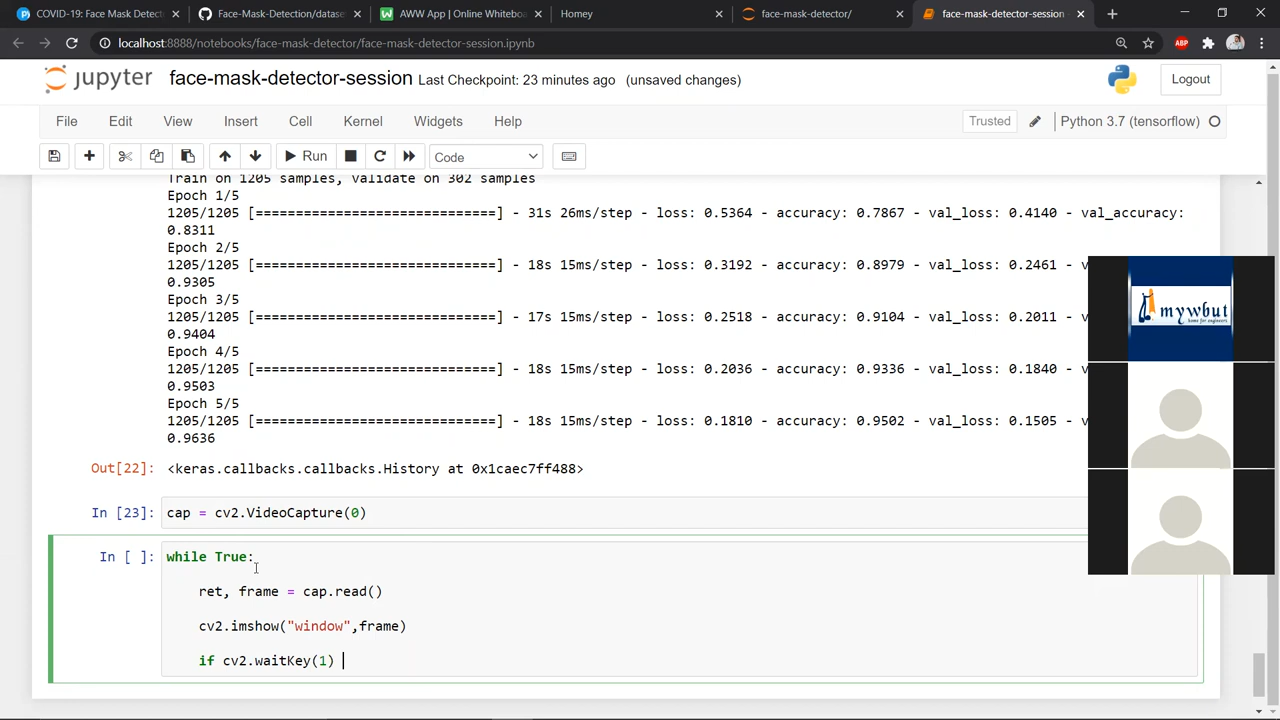 COVID-19: Face Mask Detec
Face-Mask-Detection/datase
AWW App | Online Whiteboa
Homey
face-mask-detector/
face-mask-detector-session
localhost:8888/notebooks/face-mask-detector/face-mask-detector-session.ipynb
ABP
jupyter face-mask-detector-session Last Checkpoint: 23 minutes ago (unsaved changes)
Logout
File Edit View Insert Cell Kernel Widgets Help
Trusted
Python 3.7 (tensorflow)
Run
Code
Train on 1205 samples, validate on 302 samples
Epoch 1/5
1205/1205 [==============================] - 31s 26ms/step - loss: 0.5364 - accuracy: 0.7867 - val_loss: 0.4140 - val_accuracy:
0.8311
Epoch 2/5
1205/1205 [==============================] - 18s 15ms/step - loss: 0.3192 - accuracy: 0.8979 - val_loss: 0.2461 - v
0.9305
Epoch 3/5
1205/1205 [==============================] - 17s 15ms/step - loss: 0.2518 - accuracy: 0.9104 - val_loss: 0.2011 - v
0.9404
Epoch 4/5
1205/1205 [==============================] - 18s 15ms/step - loss: 0.2036 - accuracy: 0.9336 - val_loss: 0.1840 - v
0.9503
Epoch 5/5
1205/1205 [==============================] - 18s 15ms/step - loss: 0.1810 - accuracy: 0.9502 - val_loss: 0.1505 - v
0.9636
Out[22]: <keras.callbacks.callbacks.History at 0x1caec7ff488>
In [23]: cap = cv2.VideoCapture(0)
In [ ]: while True:
ret, frame = cap.read()
cv2.imshow("window",frame)
if cv2.waitKey(1)
mywbut
home for engineers